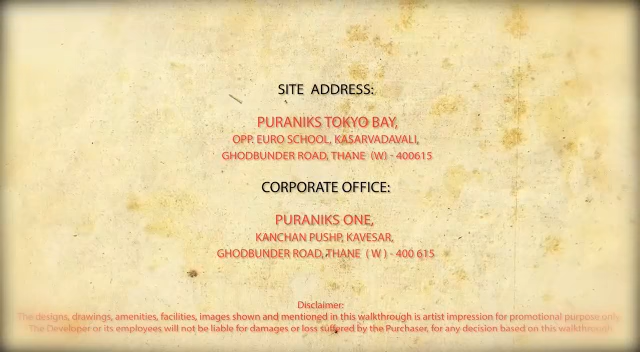 SITE ADDRESS:
PURANIKS TOKYO BAY,
OPP. EURO SCHOOL, KASARVADAVALI,
GHODBUNDER ROAD, THANE (W) - 400615
CORPORATE OFFICE:
PURANIKS ONE,
KANCHAN PUSHP, KAVESAR,
GHODBUNDER ROAD, THANE ( W ) - 400 615
Disclaimer:
The designs, drawings, amenities, facilities, images shown and mentioned in this walkthrough is artist impression for promotional purpose only.
The Developer or its employees will not be liable for damages or loss suffered by the Purchaser, for any decision based on this walkthrough